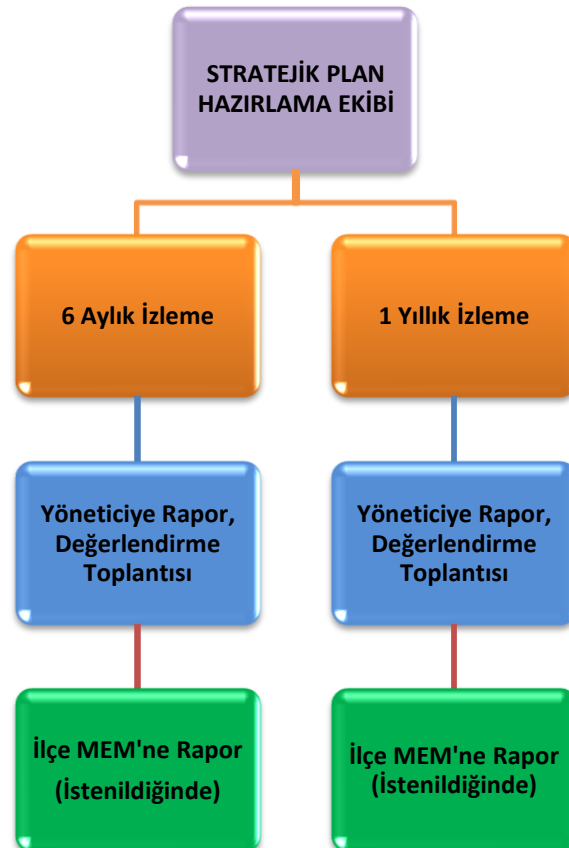 STRATEJİK PLAN
HAZIRLAMA EKİBİ
6 Aylık İzleme
1 Yıllık İzleme
Yöneticiye Rapor,
Değerlendirme
Toplantısı
Yöneticiye Rapor,
Değerlendirme
Toplantısı
İlçe MEM'ne Rapor
(İstenildiğinde)
İlçe MEM'ne Rapor
(İstenildiğinde)